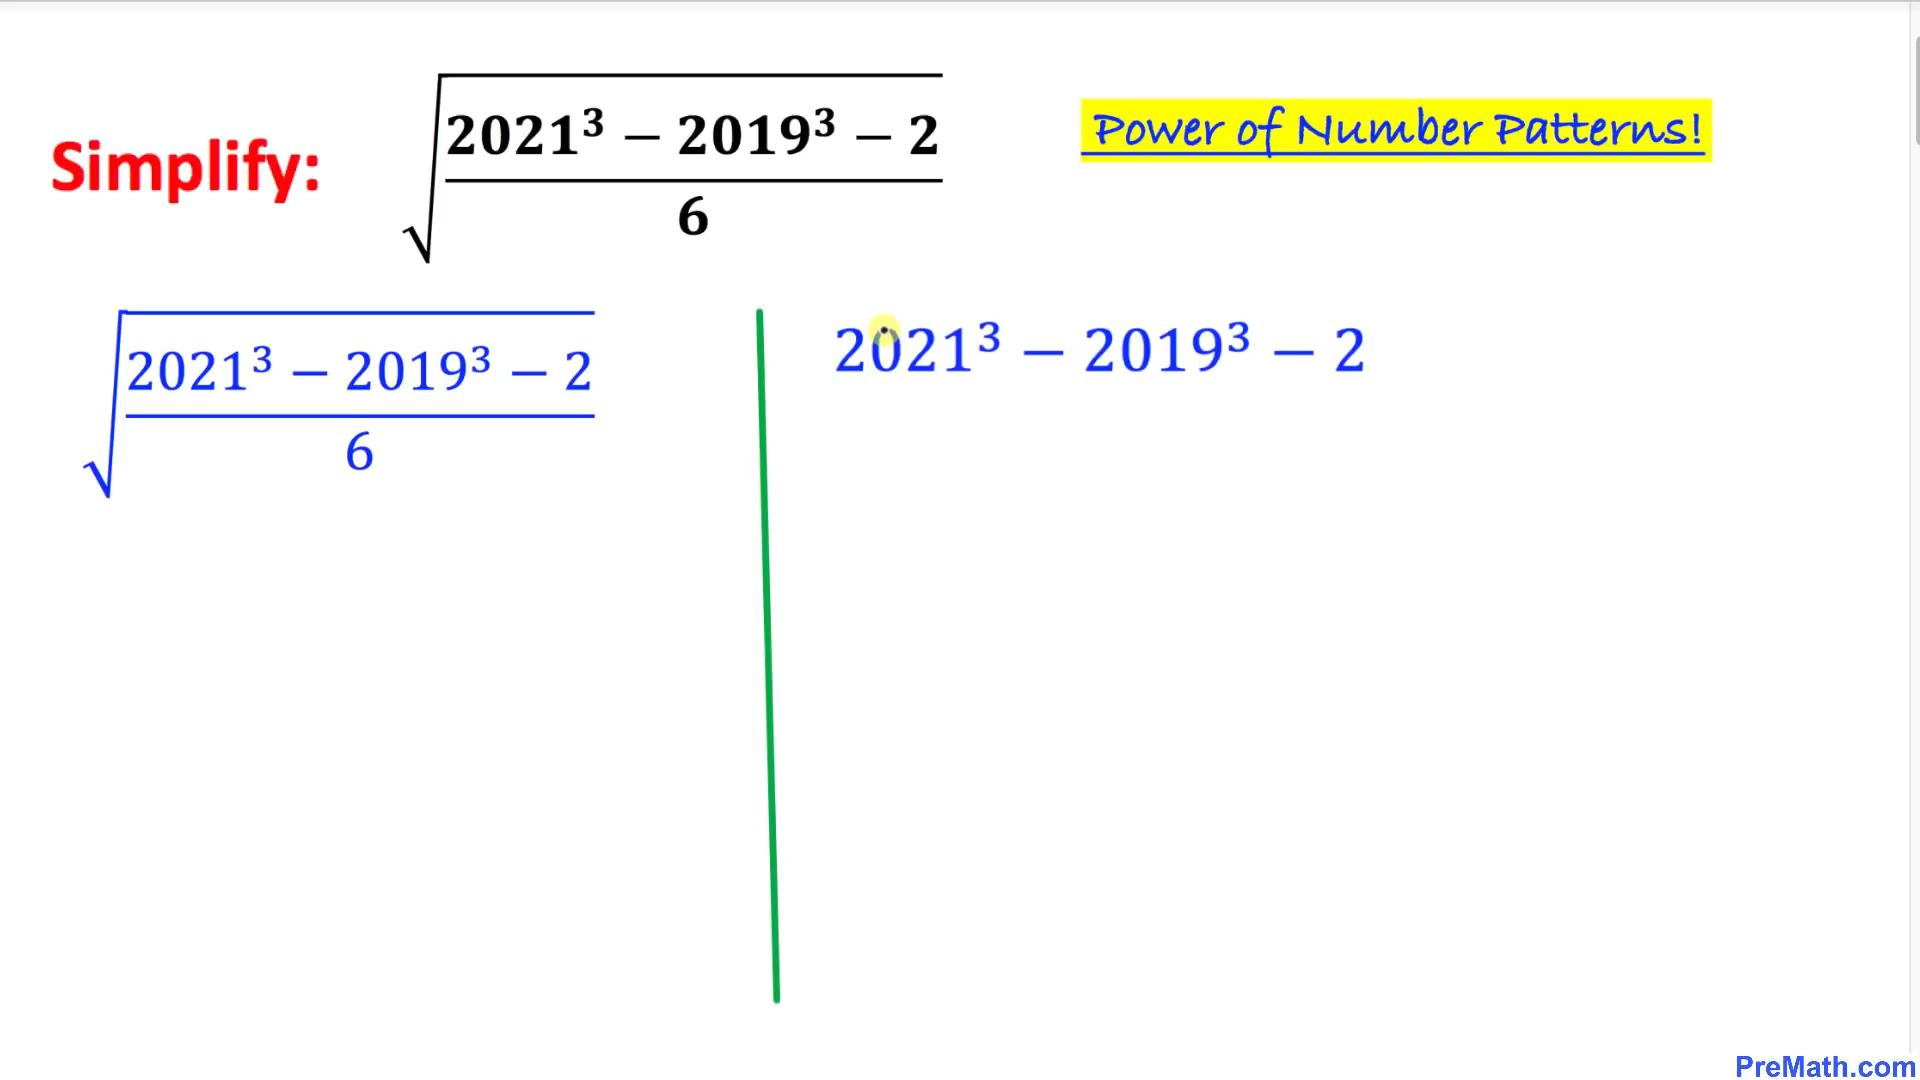 Simplify: √((2021³ − 2019³ − 2)/6)
Power of Number Patterns!
√((2021³ − 2019³ − 2)/6)
2021³ − 2019³ − 2
PreMath.com